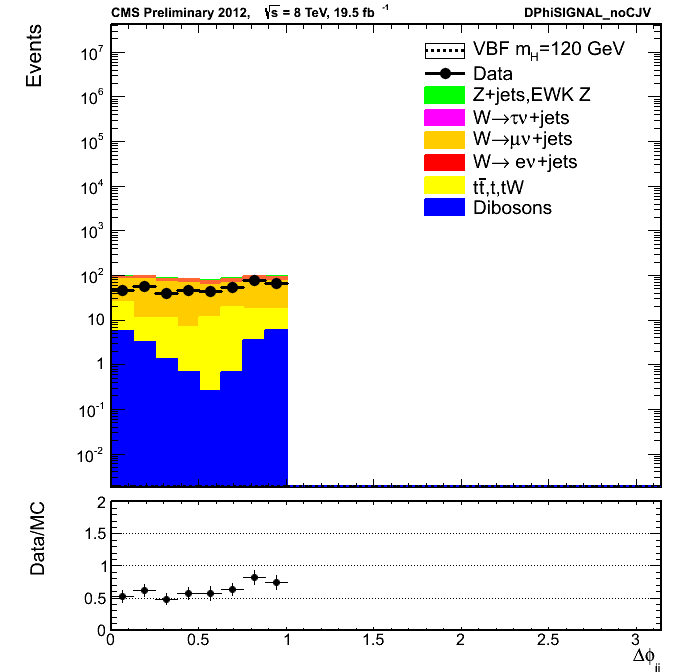 CMS Preliminary 2012, √s = 8 TeV, 19.5 fb⁻¹ DPhiSIGNAL_noCJV
Events
10⁷
10⁶
10⁵
10⁴
10³
10²
10
1
10⁻¹
10⁻²
VBF m_H=120 GeV
Data
Z+jets,EWK Z
W→τν+jets
W→μν+jets
W→ eν+jets
tt̄,t,tW
Dibosons
Data/MC
2
1.5
1
0.5
0
0 0.5 1 1.5 2 2.5 3
Δϕ_jj